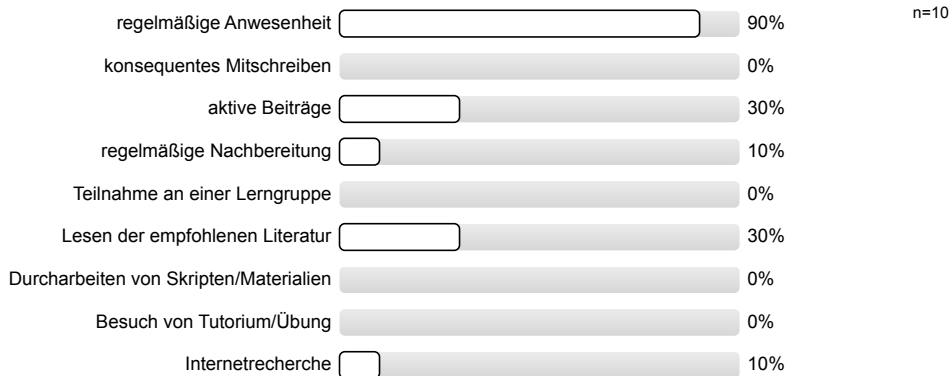 regelmäßige Anwesenheit 90% n=10
konsequentes Mitschreiben 0%
aktive Beiträge 30%
regelmäßige Nachbereitung 10%
Teilnahme an einer Lerngruppe 0%
Lesen der empfohlenen Literatur 30%
Durcharbeiten von Skripten/Materialien 0%
Besuch von Tutorium/Übung 0%
Internetrecherche 10%